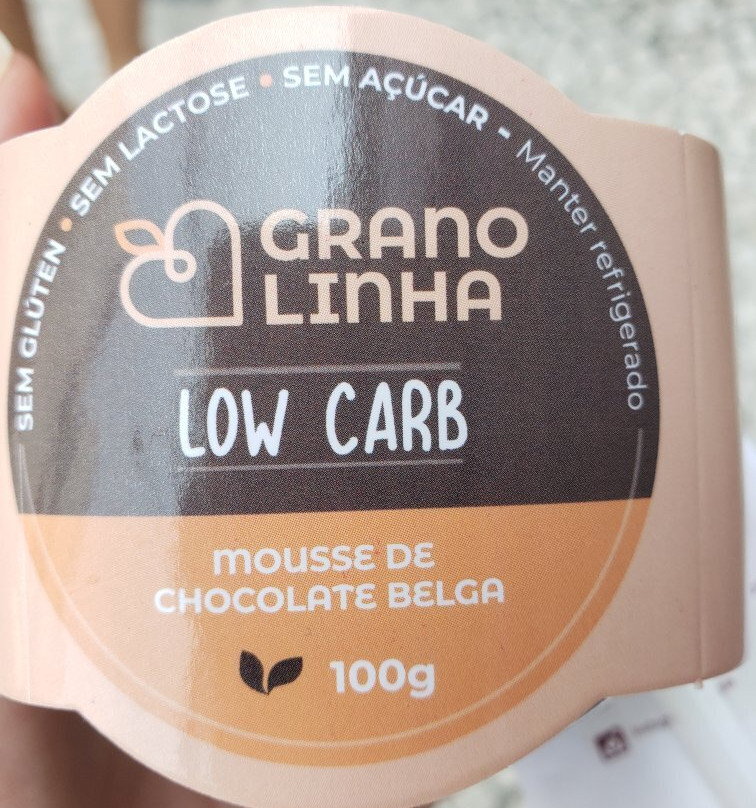 SEM GLÚTEN • SEM LACTOSE • SEM AÇÚCAR - Manter refrigerado
GRANO
LINHA
LOW CARB
MOUSSE DE
CHOCOLATE BELGA
100g